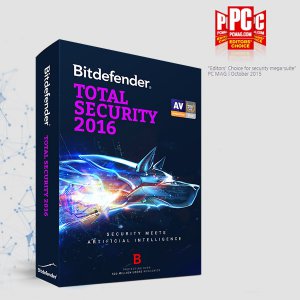 PC
PCMAG.COM
EDITORS' CHOICE
"Editors' Choice for security mega-suite"
PC MAG | October 2015
Bitdefender
TOTAL
SECURITY
2016
AV
SECURITY MEETS
ARTIFICIAL INTELLIGENCE
B
Bitdefender
TOTAL SECURITY 2016